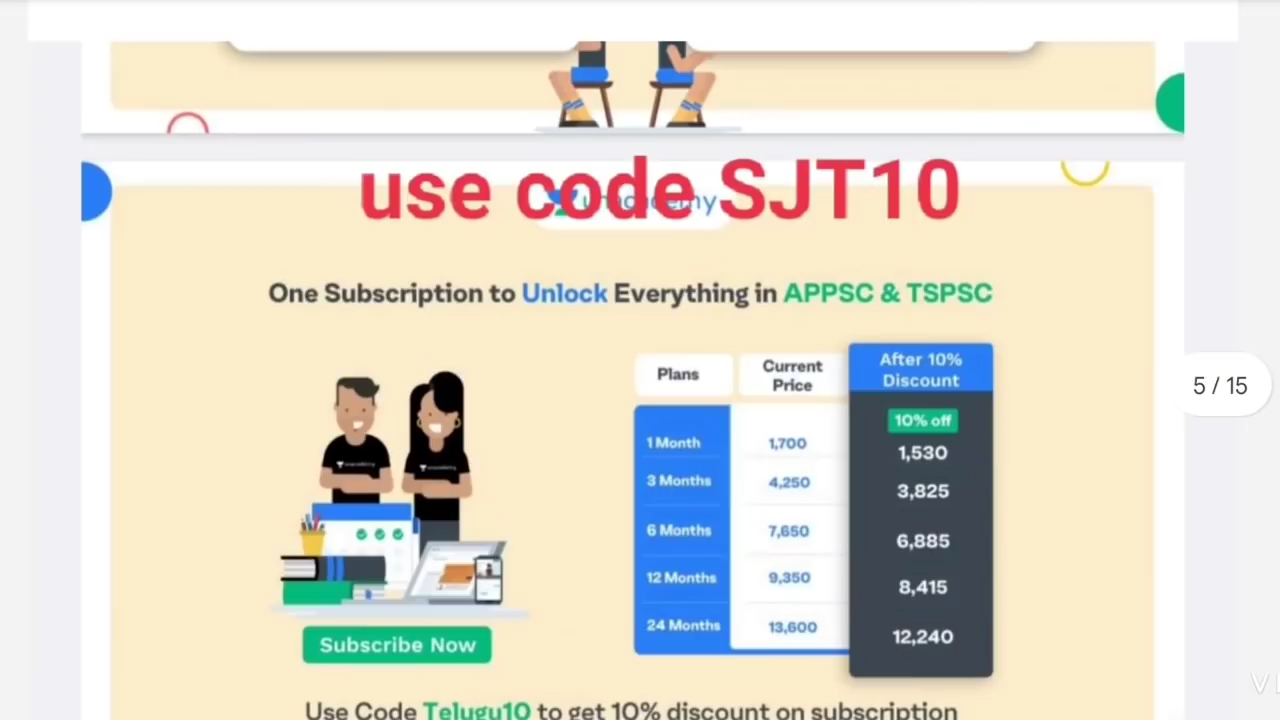 use code SJT10
unacademy
One Subscription to Unlock Everything in APPSC & TSPSC
Plans Current Price After 10% Discount
10% off
1 Month 1,700 1,530
3 Months 4,250 3,825
5 / 15
6 Months 7,650 6,885
12 Months 9,350 8,415
24 Months 13,600 12,240
Subscribe Now
Use Code Telugu10 to get 10% discount on subscription